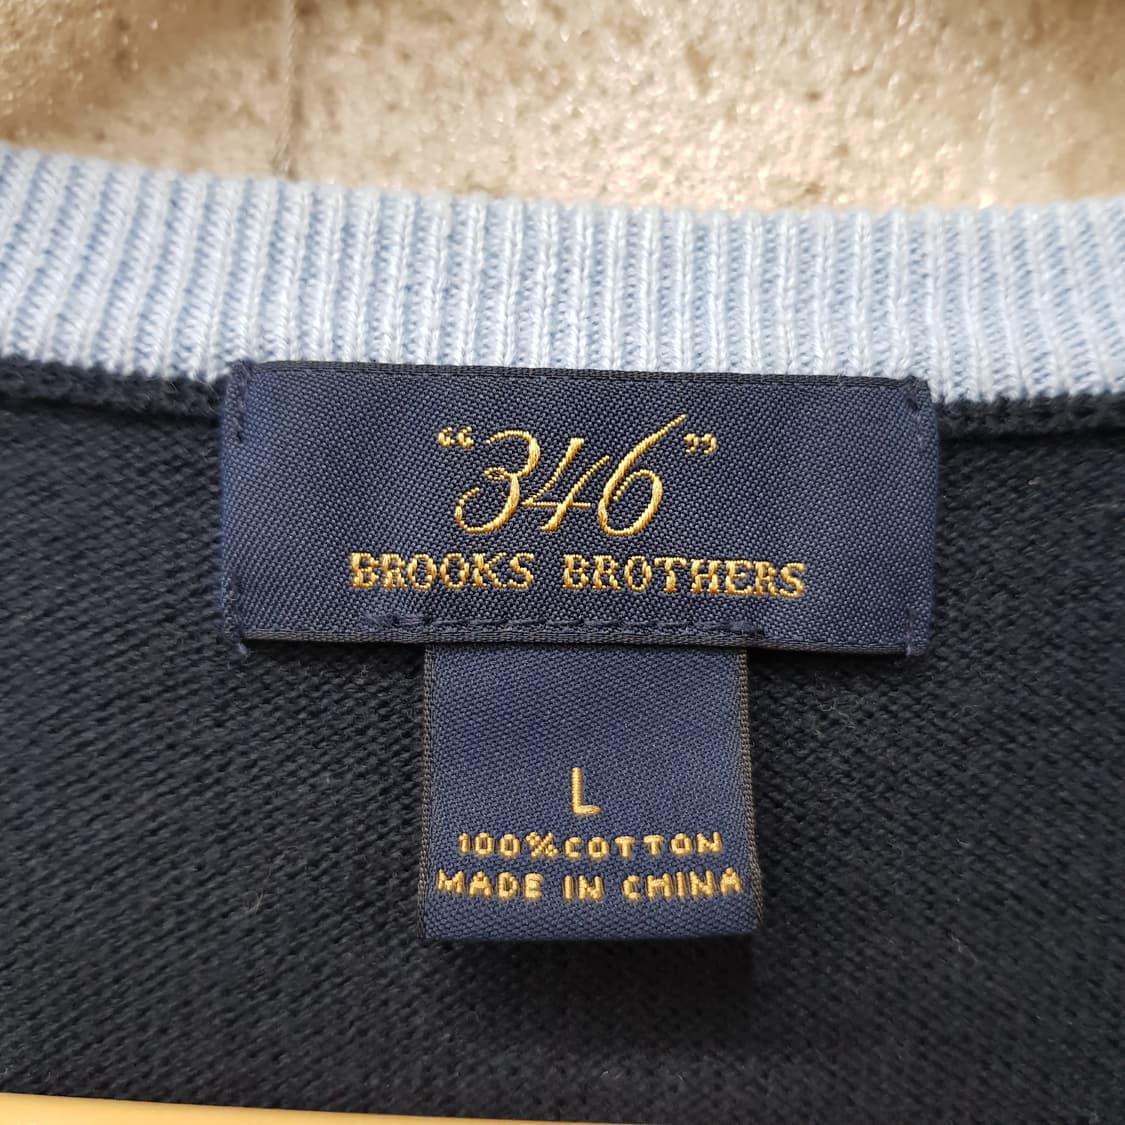 “346”
BROOKS BROTHERS
L
100%COTTON
MADE IN CHINA